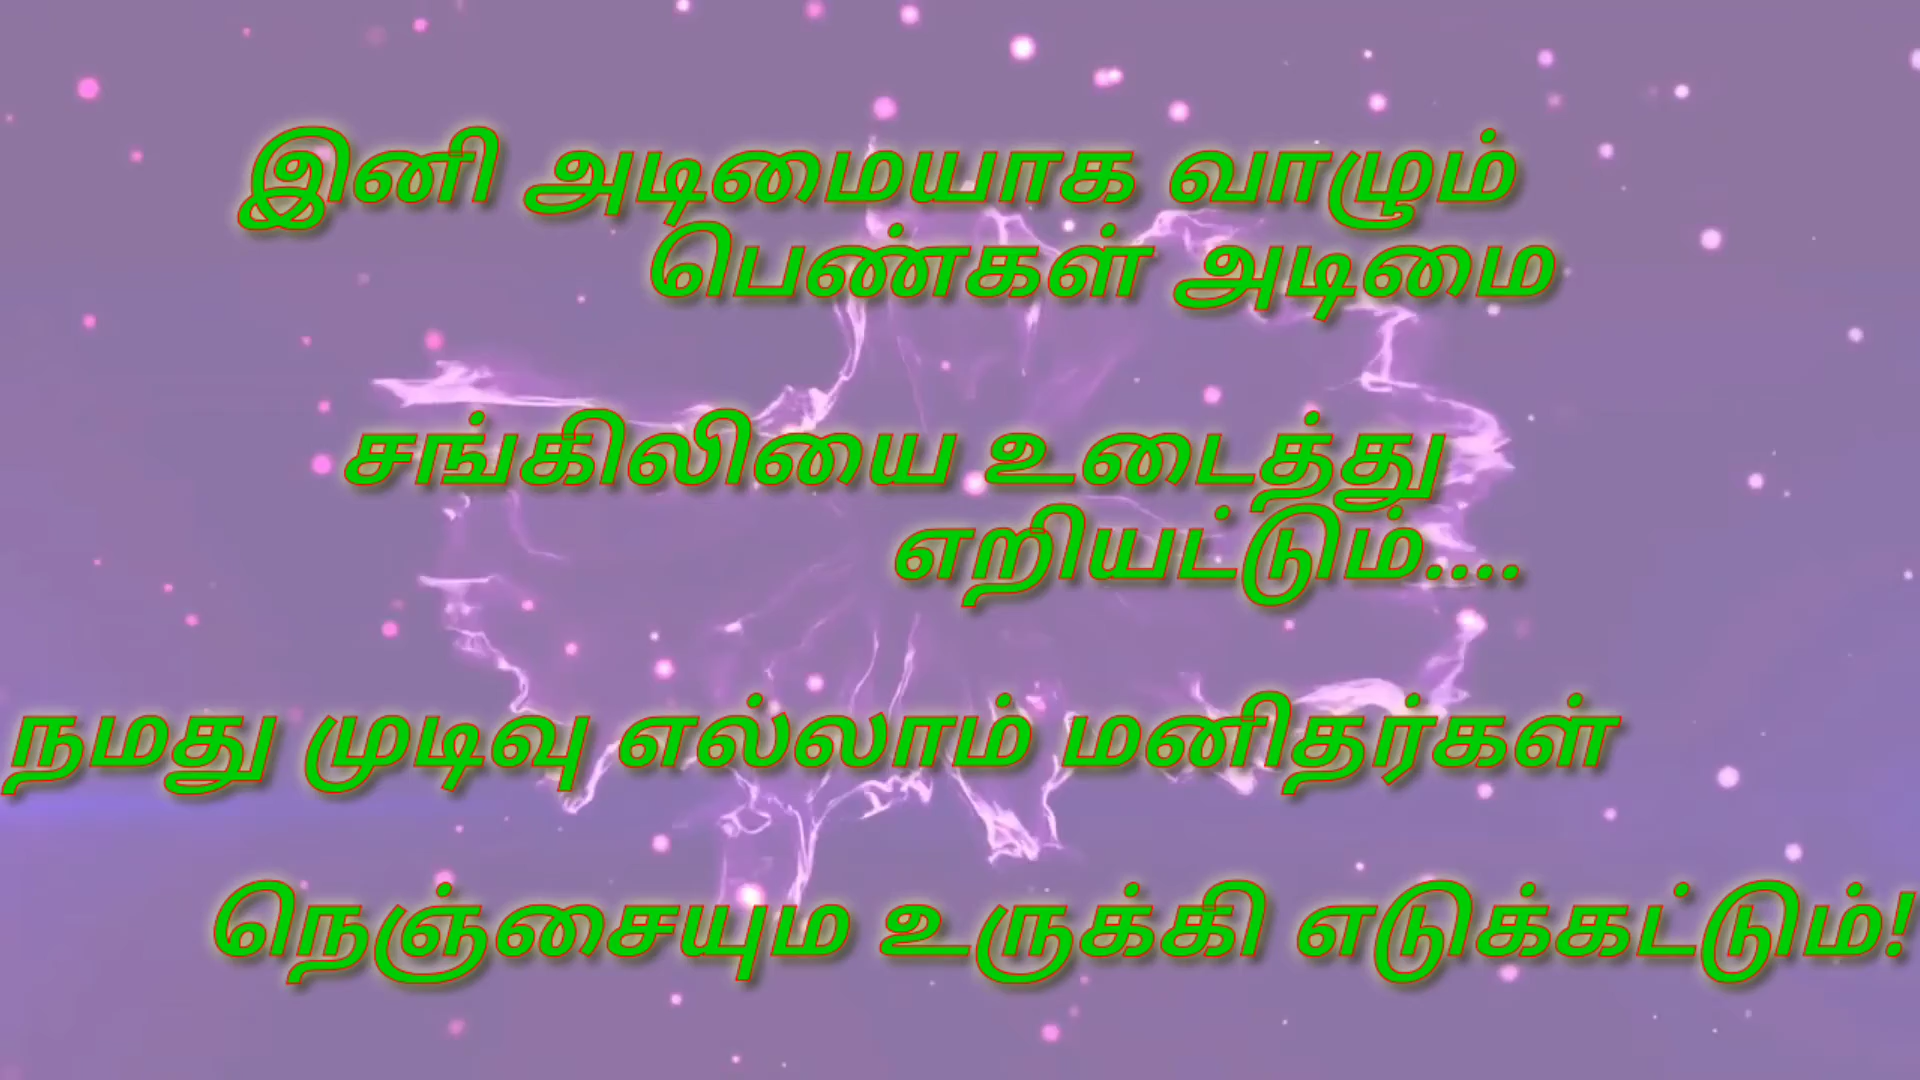 இனி அடிமையாக வாழும்
பெண்கள் அடிமை
சங்கிலியை உடைத்து
எறியட்டும்....
நமது முடிவு எல்லாம் மனிதர்கள்
நெஞ்சையும உருக்கி எடுக்கட்டும்!